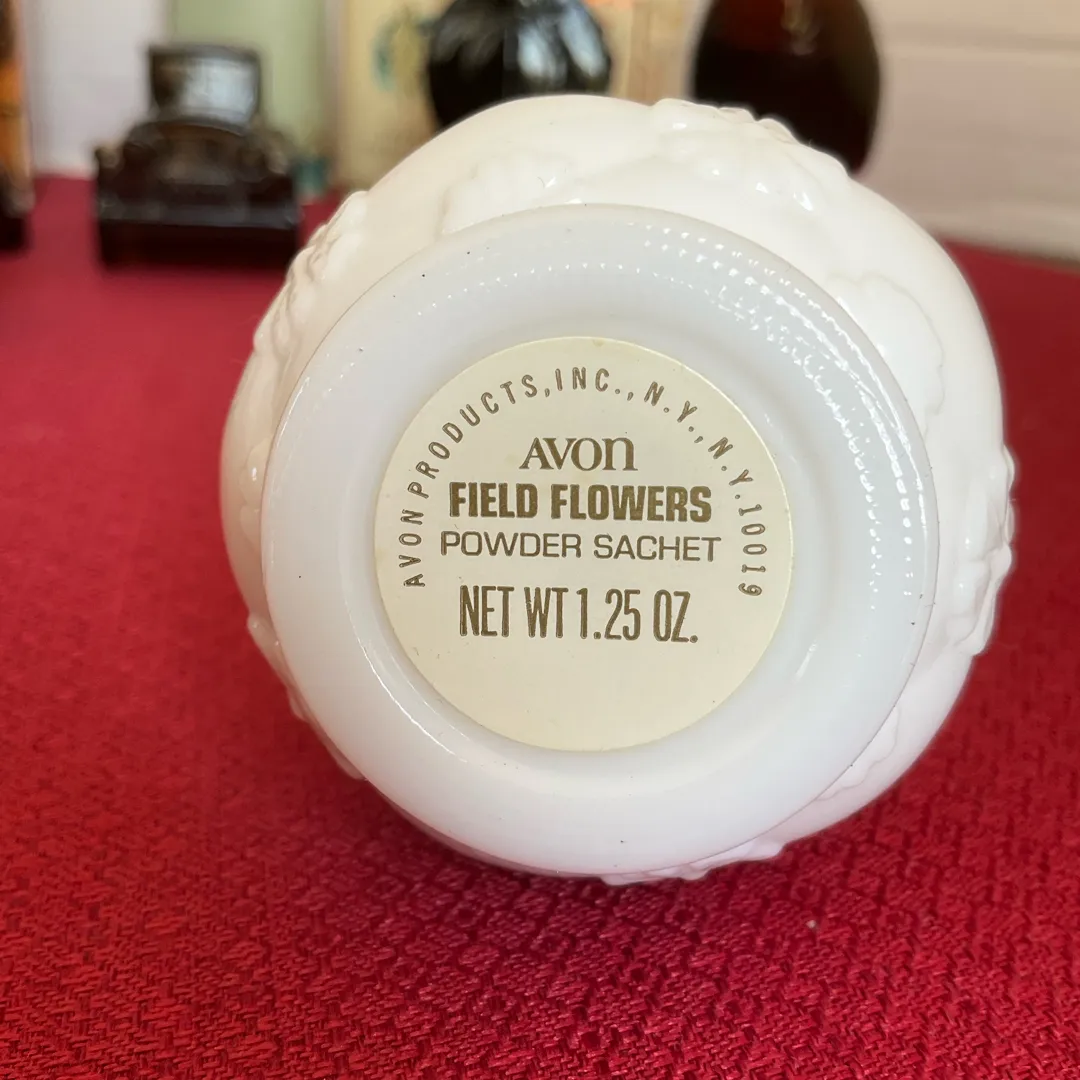 AVON PRODUCTS, INC., N.Y., N.Y. 10019
AVON
FIELD FLOWERS
POWDER SACHET
NET WT 1.25 OZ.